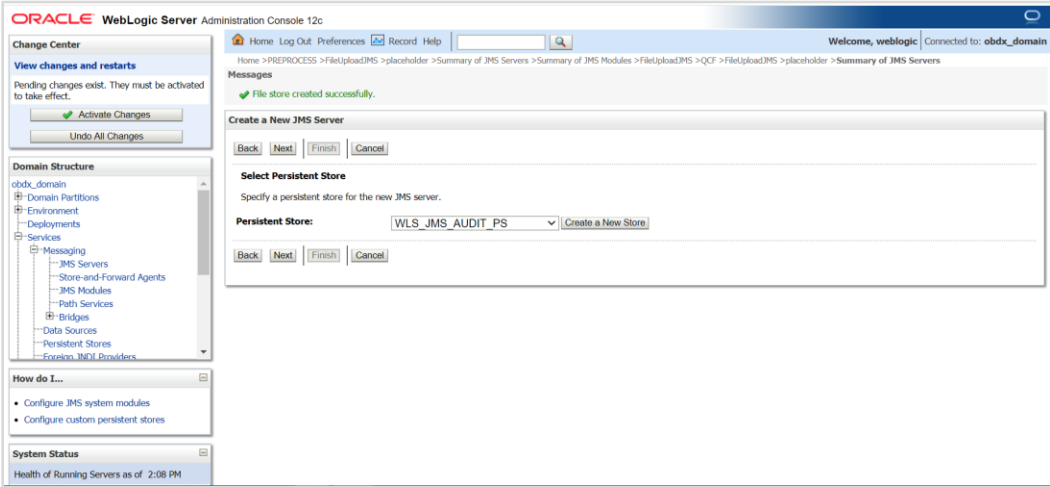 ORACLE WebLogic Server Administration Console 12c
Change Center
View changes and restarts
Pending changes exist. They must be activated
to take effect.
Activate Changes
Undo All Changes
Domain Structure
obdx_domain
Domain Partitions
Environment
Deployments
Services
Messaging
JMS Servers
Store-and-Forward Agents
JMS Modules
Path Services
Bridges
Data Sources
Persistent Stores
Foreign JNDI Providers
How do I...
Configure JMS system modules
Configure custom persistent stores
System Status
Health of Running Servers as of 2:08 PM
Home Log Out Preferences Record Help
Welcome, weblogic Connected to: obdx_domain
Home >PREPROCESS >FileUploadJMS >placeholder >Summary of JMS Servers >Summary of JMS Modules >FileUploadJMS >QCF >FileUploadJMS >placeholder >Summary of JMS Servers
Messages
File store created successfully.
Create a New JMS Server
Back Next Finish Cancel
Select Persistent Store
Specify a persistent store for the new JMS server.
Persistent Store: WLS_JMS_AUDIT_PS Create a New Store
Back Next Finish Cancel